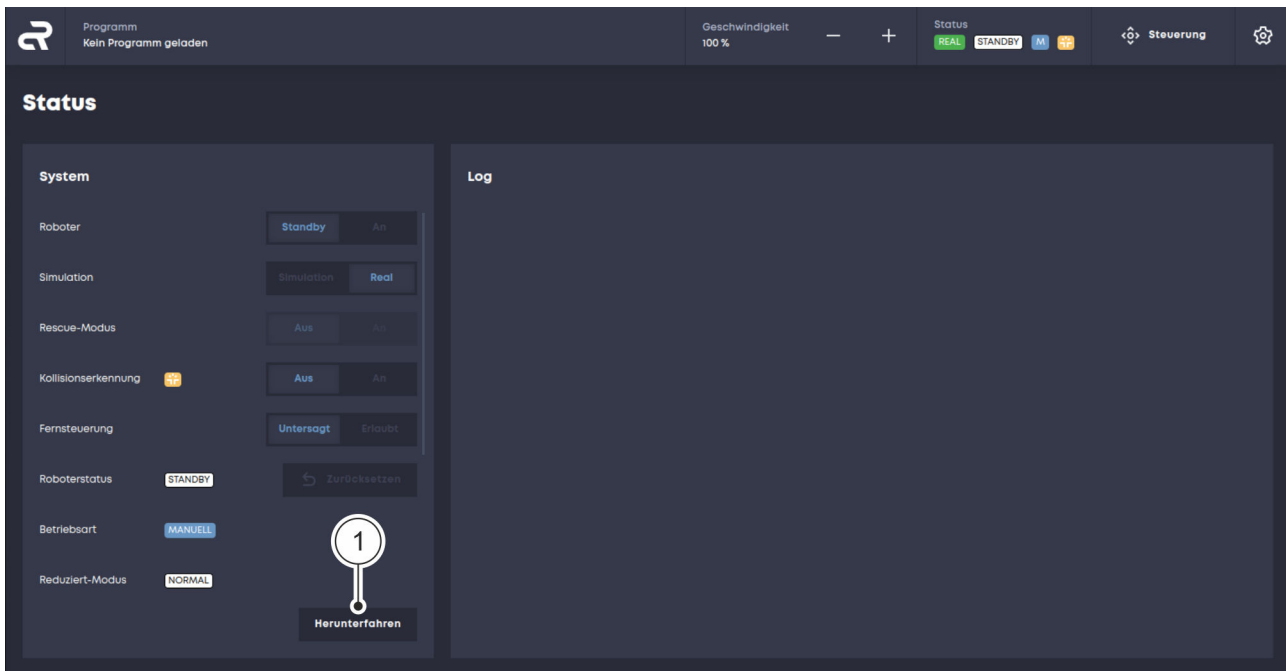 Programm
Kein Programm geladen
Geschwindigkeit
100 %
Status
REAL STANDBY M
Steuerung
Status
System
Log
Roboter Standby An
Simulation Simulation Real
Rescue-Modus Aus An
Kollisionserkennung Aus An
Fernsteuerung Untersagt Erlaubt
Roboterstatus STANDBY Zurücksetzen
Betriebsart MANUELL
1
Reduziert-Modus NORMAL
Herunterfahren